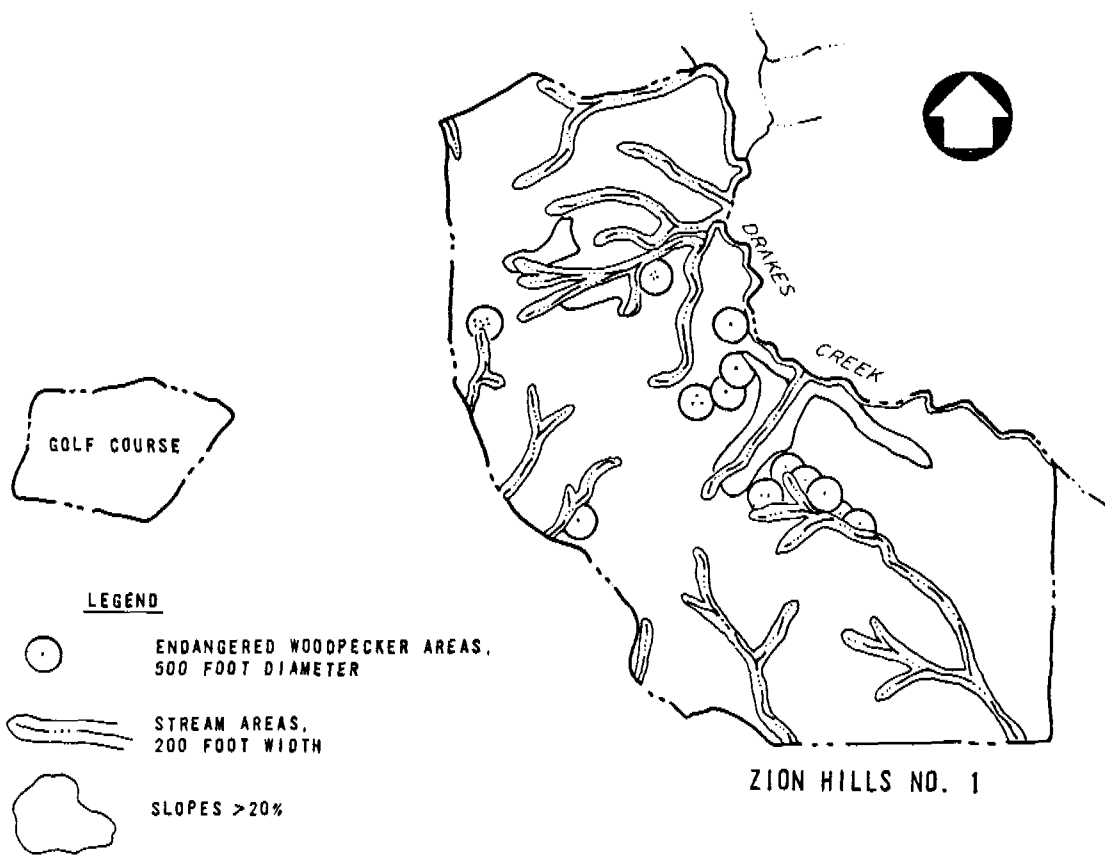 DRAKES
CREEK
GOLF COURSE
LEGEND
ENDANGERED WOODPECKER AREAS,
500 FOOT DIAMETER
STREAM AREAS,
200 FOOT WIDTH
SLOPES >20%
ZION HILLS NO. 1